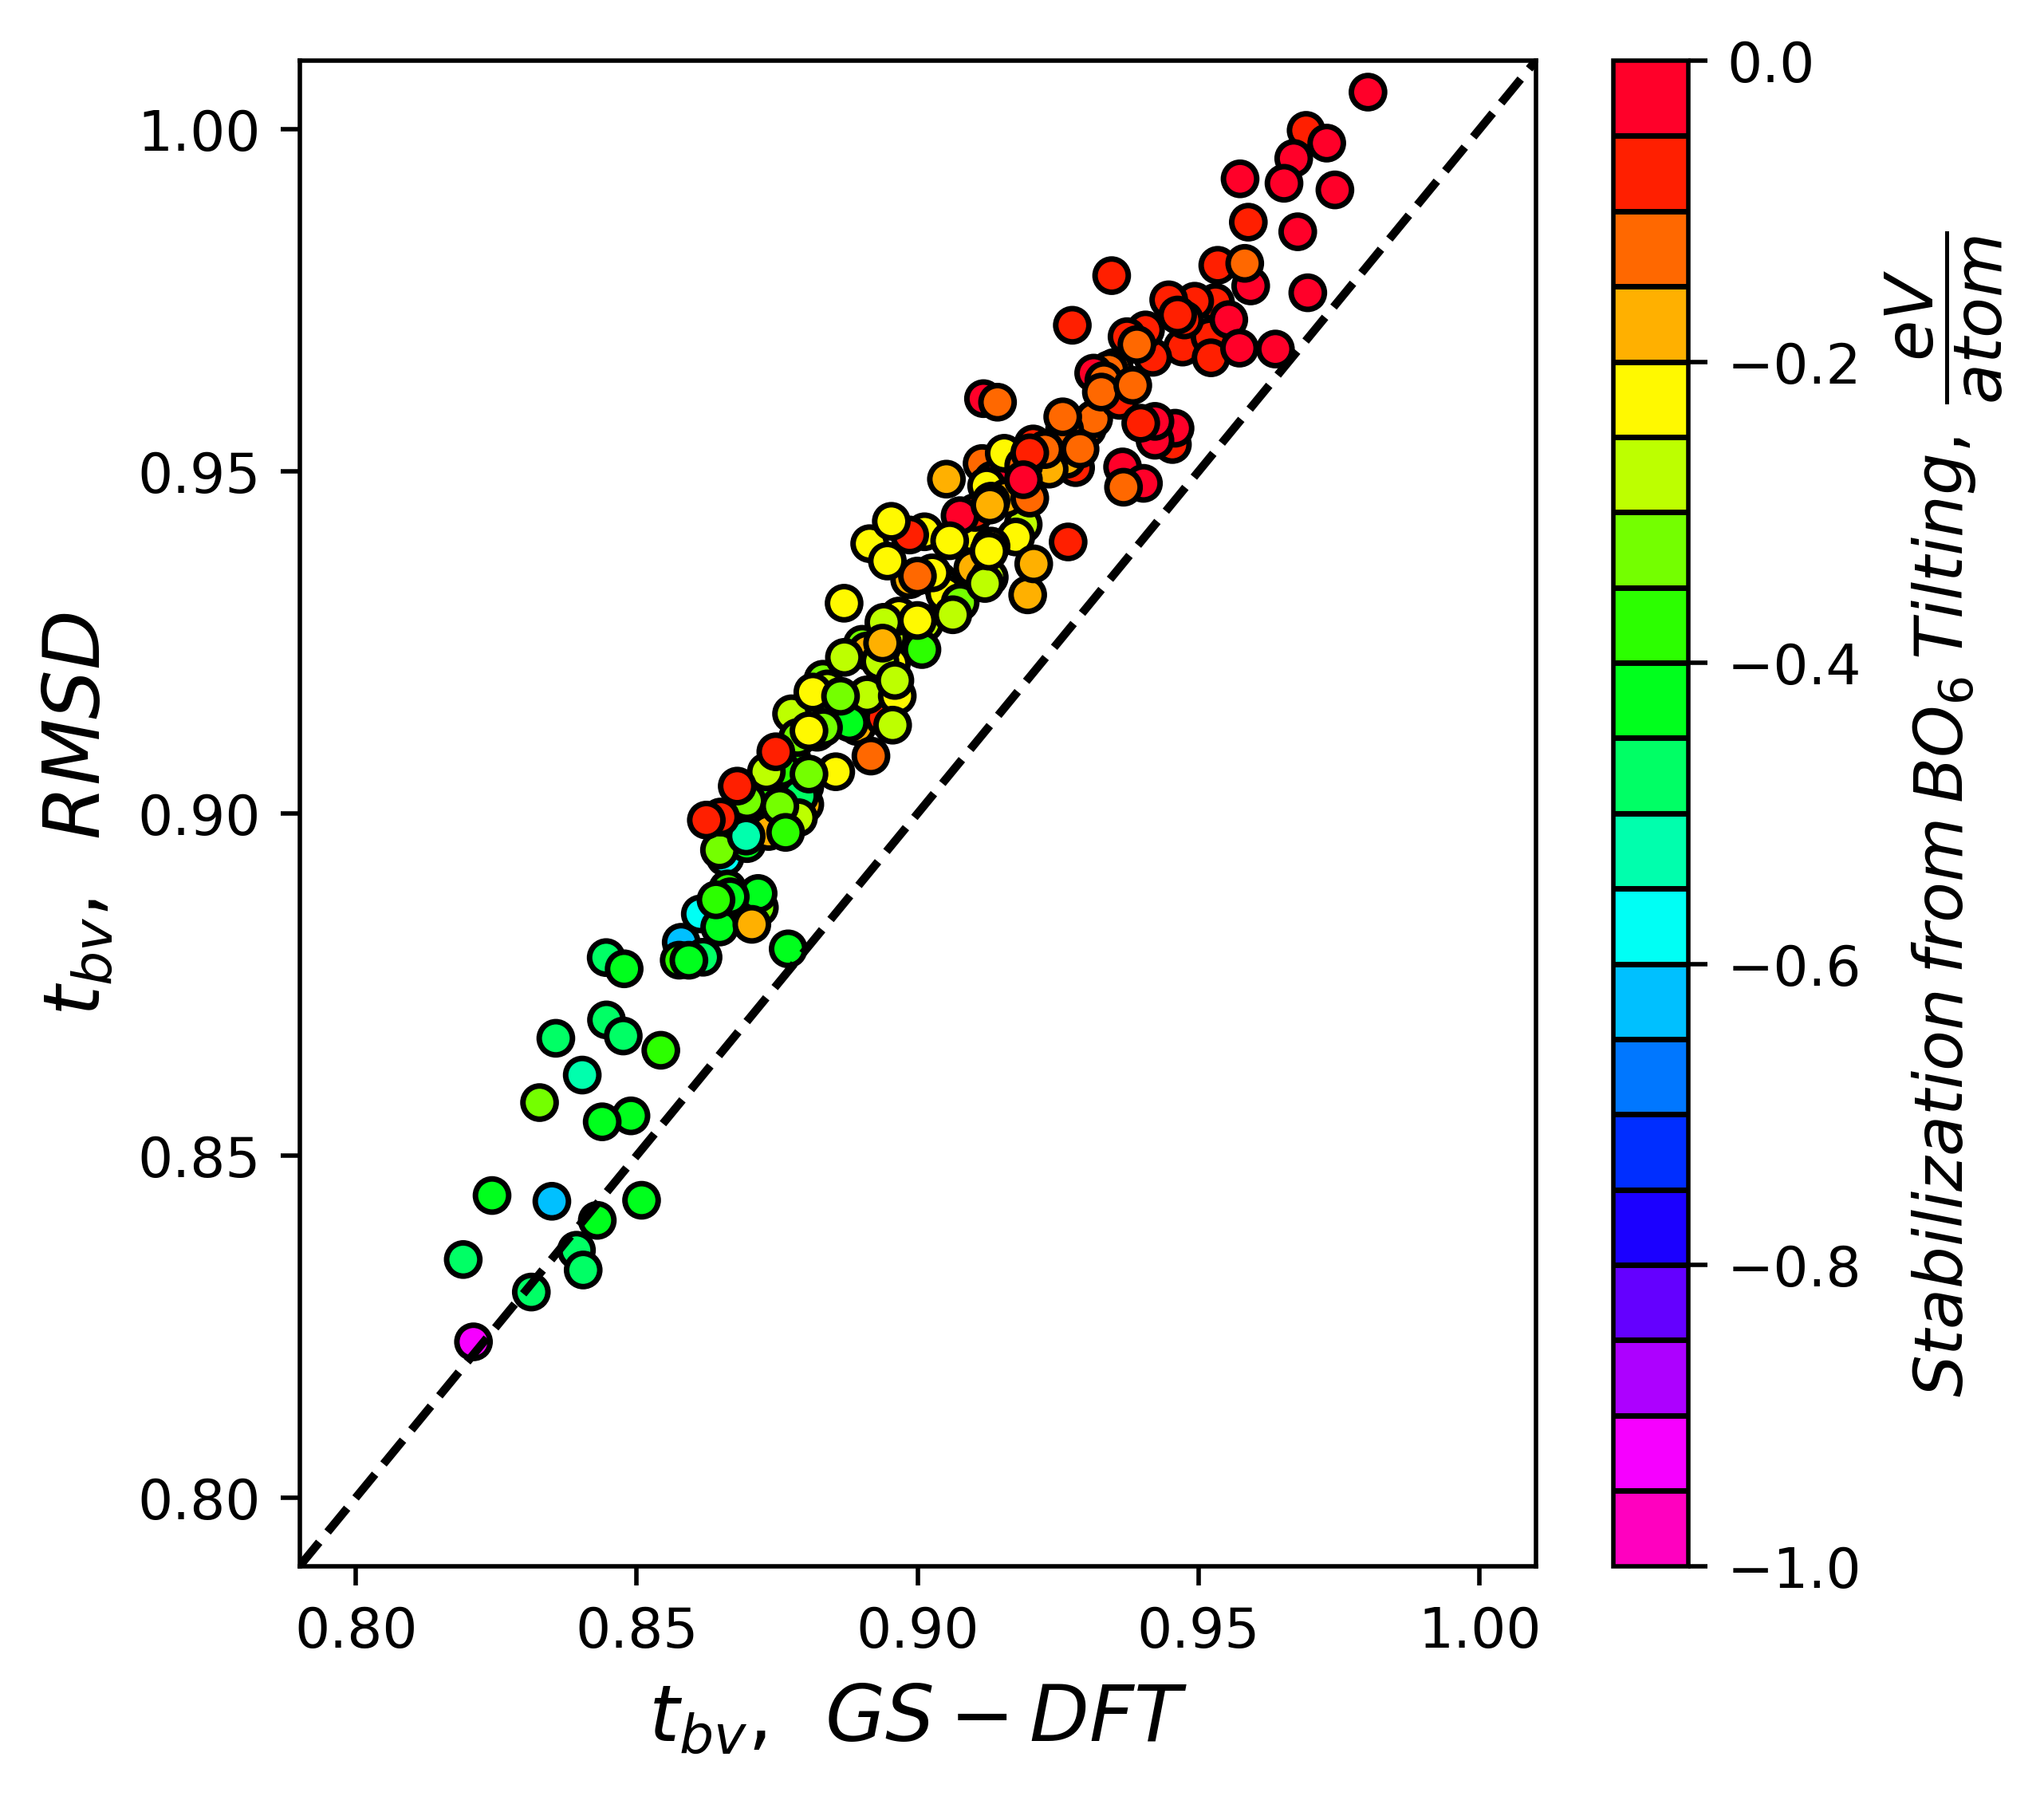 1.00
0.95
0.90
0.85
0.80
t_bv, RMSD
0.80 0.85 0.90 0.95 1.00
t_bv, GS − DFT
0.0
−0.2
−0.4
−0.6
−0.8
−1.0
Stabilization from BO₆ Tilting, eV/atom